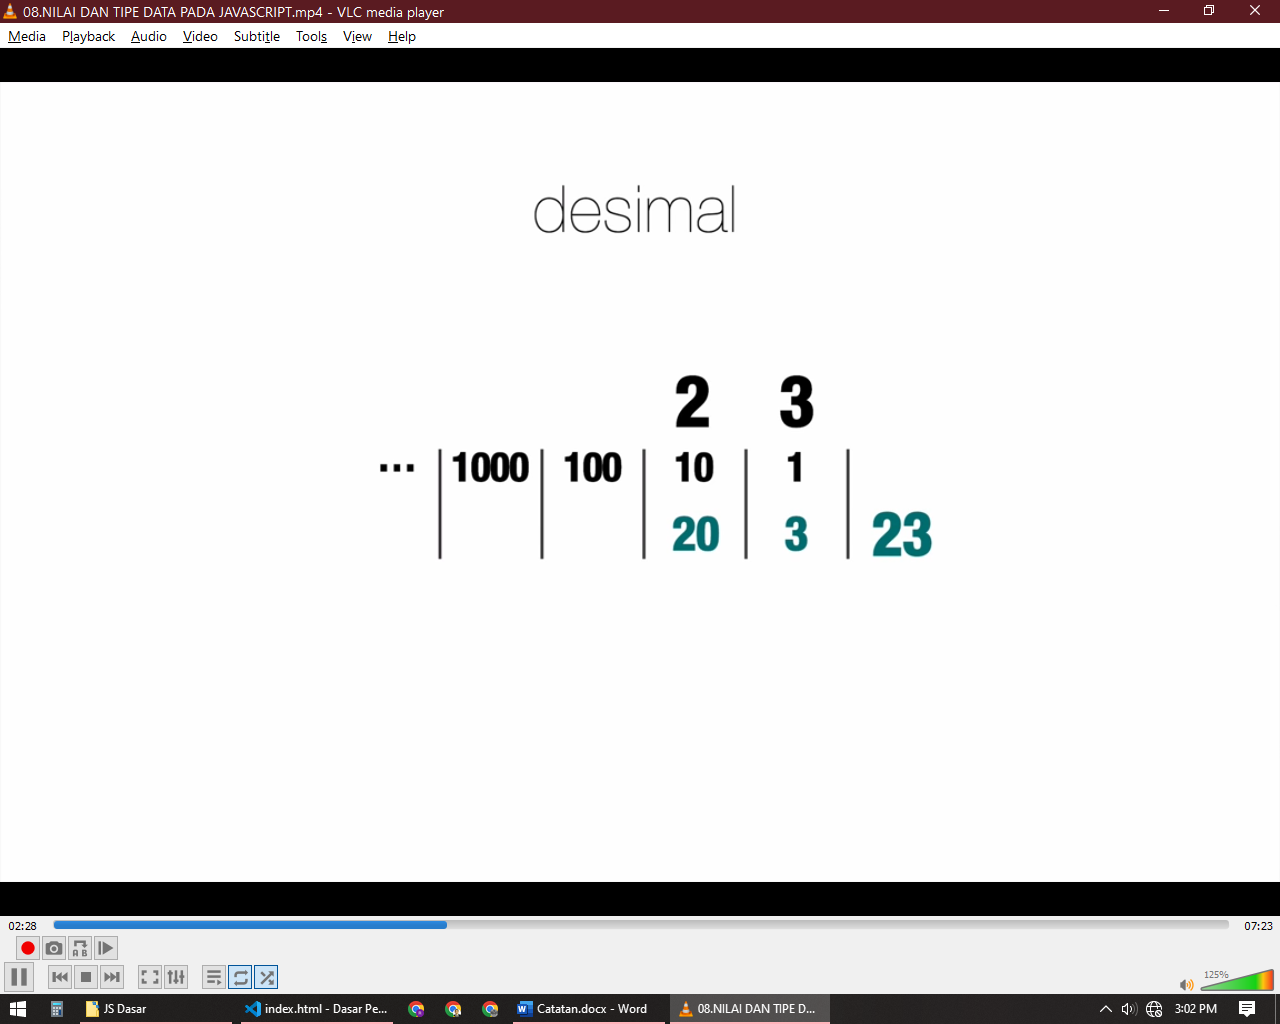 08.NILAI DAN TIPE DATA PADA JAVASCRIPT.mp4 - VLC media player
Media Playback Audio Video Subtitle Tools View Help
desimal
2 3
... 1000 100 10 1
20 3 23
02:28 07:23
A B
125%
JS Dasar index.html - Dasar Pe... Catatan.docx - Word 08.NILAI DAN TIPE D... 3:02 PM